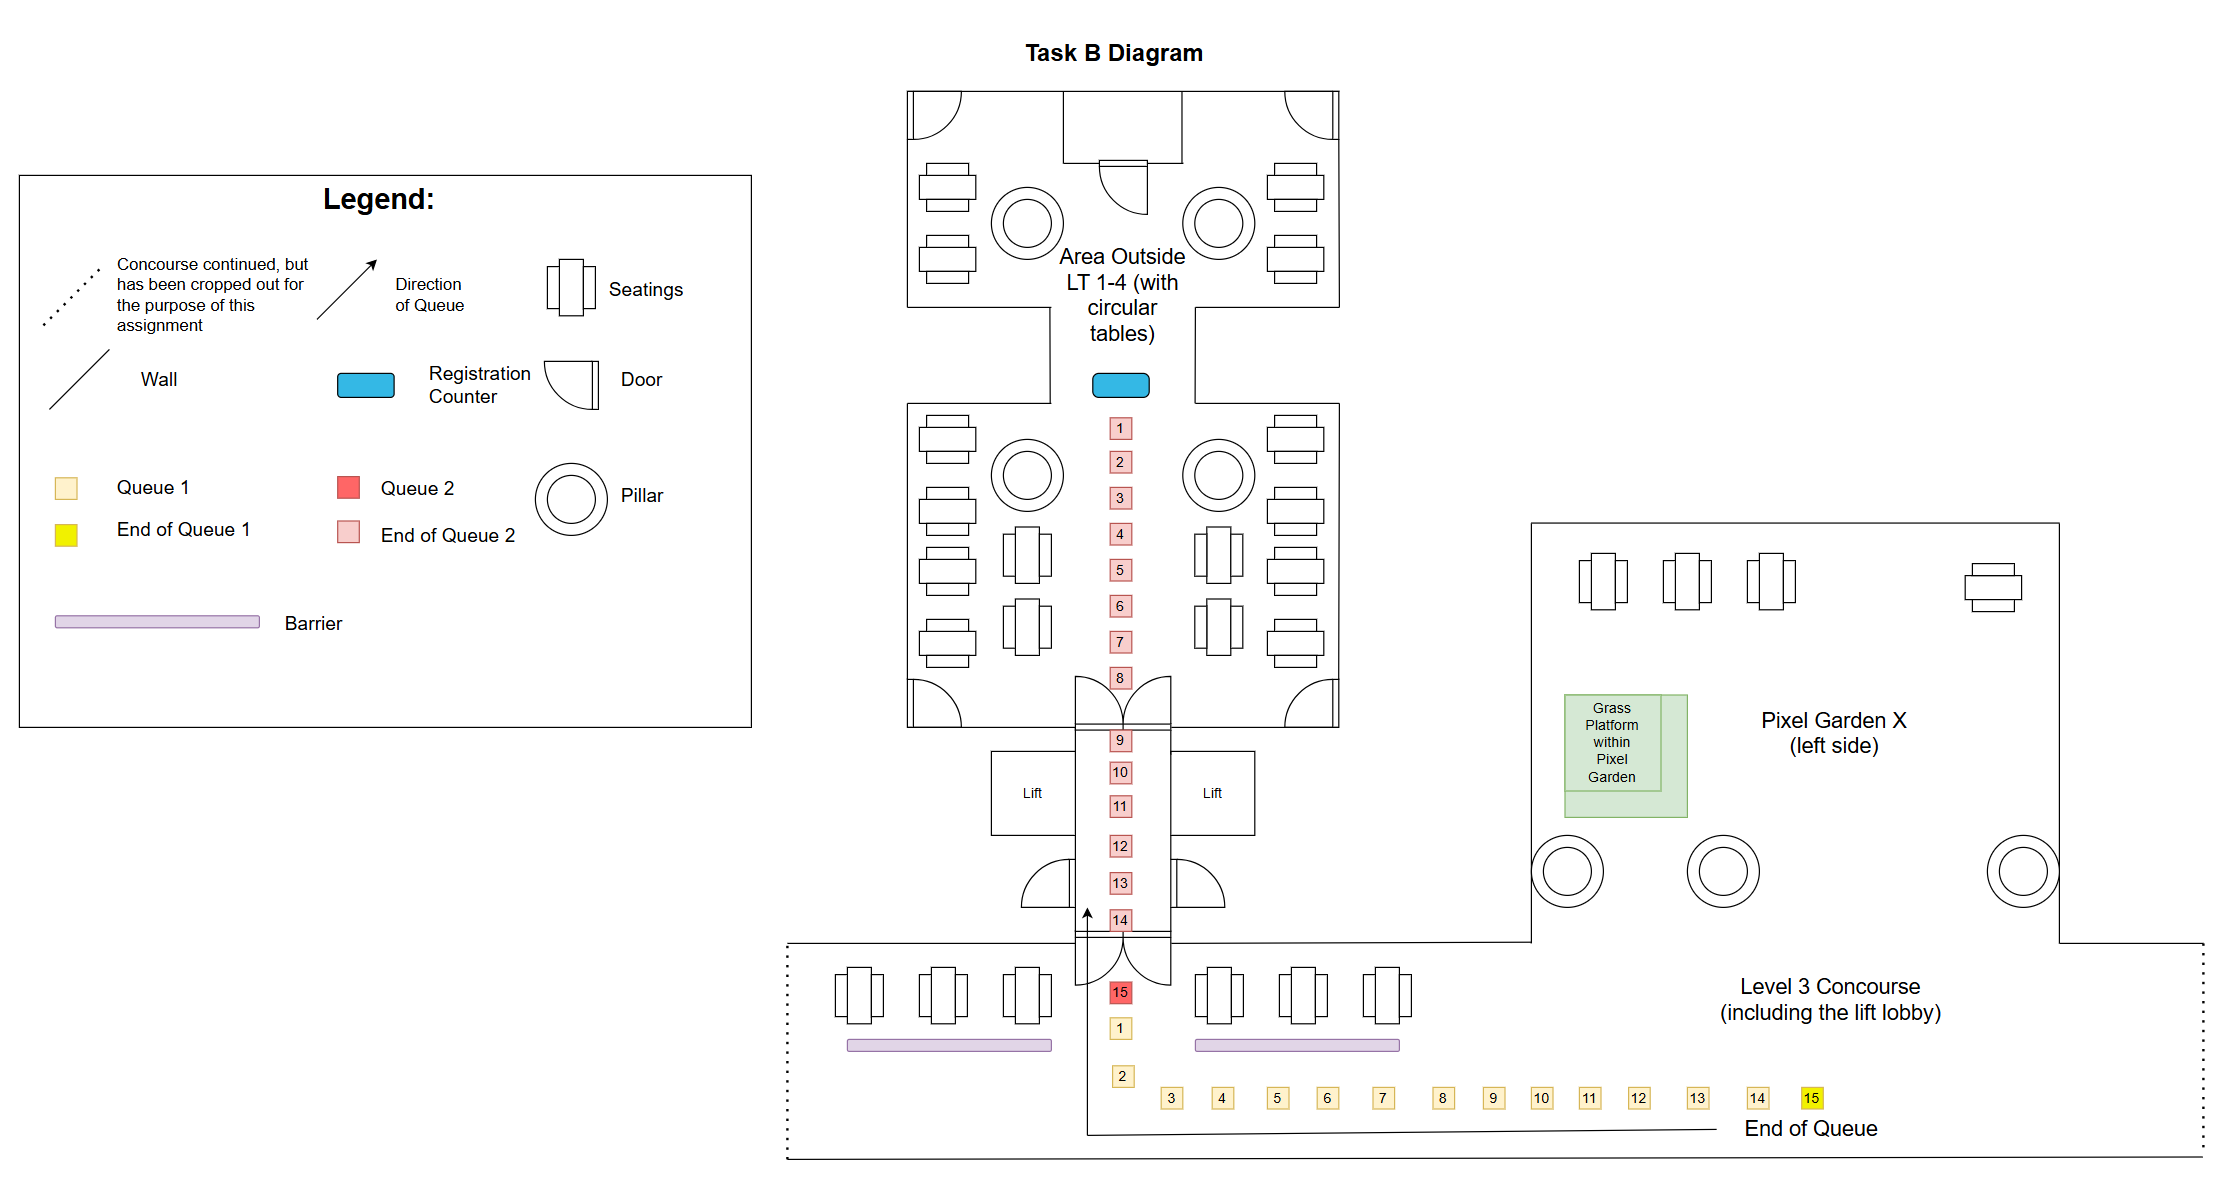 Task B Diagram
Legend:
Concourse continued, but
has been cropped out for
the purpose of this
assignment
Direction
of Queue
Seatings
Wall
Registration
Counter
Door
Queue 1
Queue 2
Pillar
End of Queue 1
End of Queue 2
Barrier
Area Outside
LT 1-4 (with
circular
tables)
1
2
3
4
5
6
7
8
9
10
11
12
13
14
15
Lift
Lift
1
2
3
4
5
6
7
8
9
10
11
12
13
14
15
End of Queue
Grass
Platform
within
Pixel
Garden
Pixel Garden X
(left side)
Level 3 Concourse
(including the lift lobby)